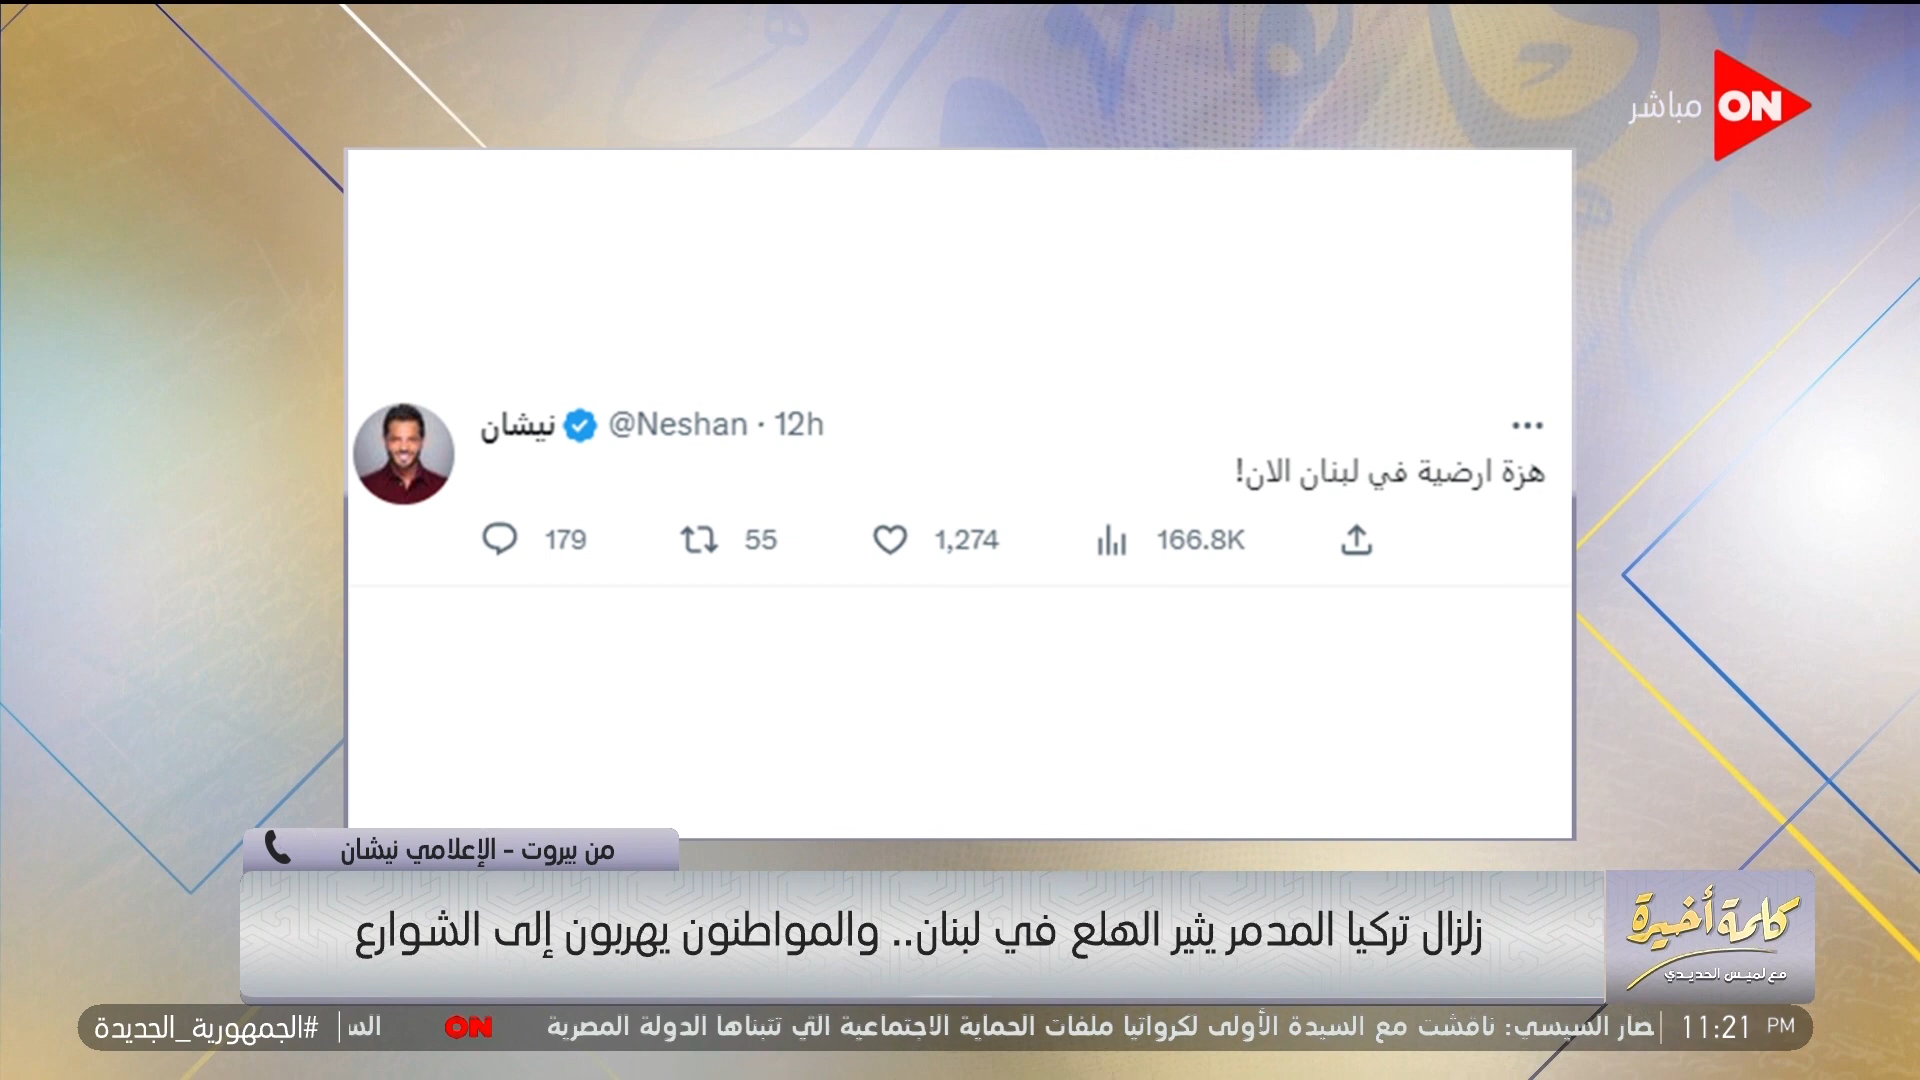 مباشر ON
نيشان @Neshan · 12h
هزة ارضية في لبنان الان!
179 55 1,274 166.8K
من بيروت - الإعلامي نيشان
زلزال تركيا المدمر يثير الهلع في لبنان.. والمواطنون يهربون إلى الشوارع
كلمة أخيرة
مع لميس الحديدي
11:21 PM
صار السيسي: ناقشت مع السيدة الأولى لكرواتيا ملفات الحماية الاجتماعية التي تتبناها الدولة المصرية ON الس
#الجمهورية_الجديدة